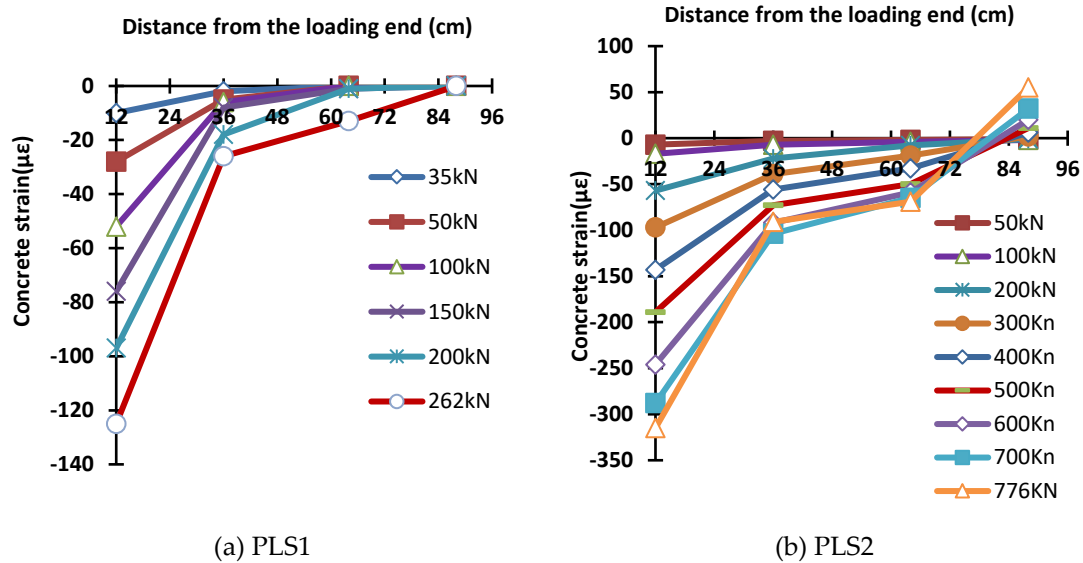 Distance from the loading end (cm)
0
-20
-40
-60
-80
-100
-120
-140
12 24 36 48 60 72 84 96
Concrete strain(με)
35kN
50kN
100kN
150kN
200kN
262kN
(a) PLS1
Distance from the loading end (cm)
100
50
0
-50
-100
-150
-200
-250
-300
-350
12 24 36 48 60 72 84 96
Concrete strain(με)
50kN
100kN
200kN
300Kn
400Kn
500Kn
600Kn
700Kn
776KN
(b) PLS2